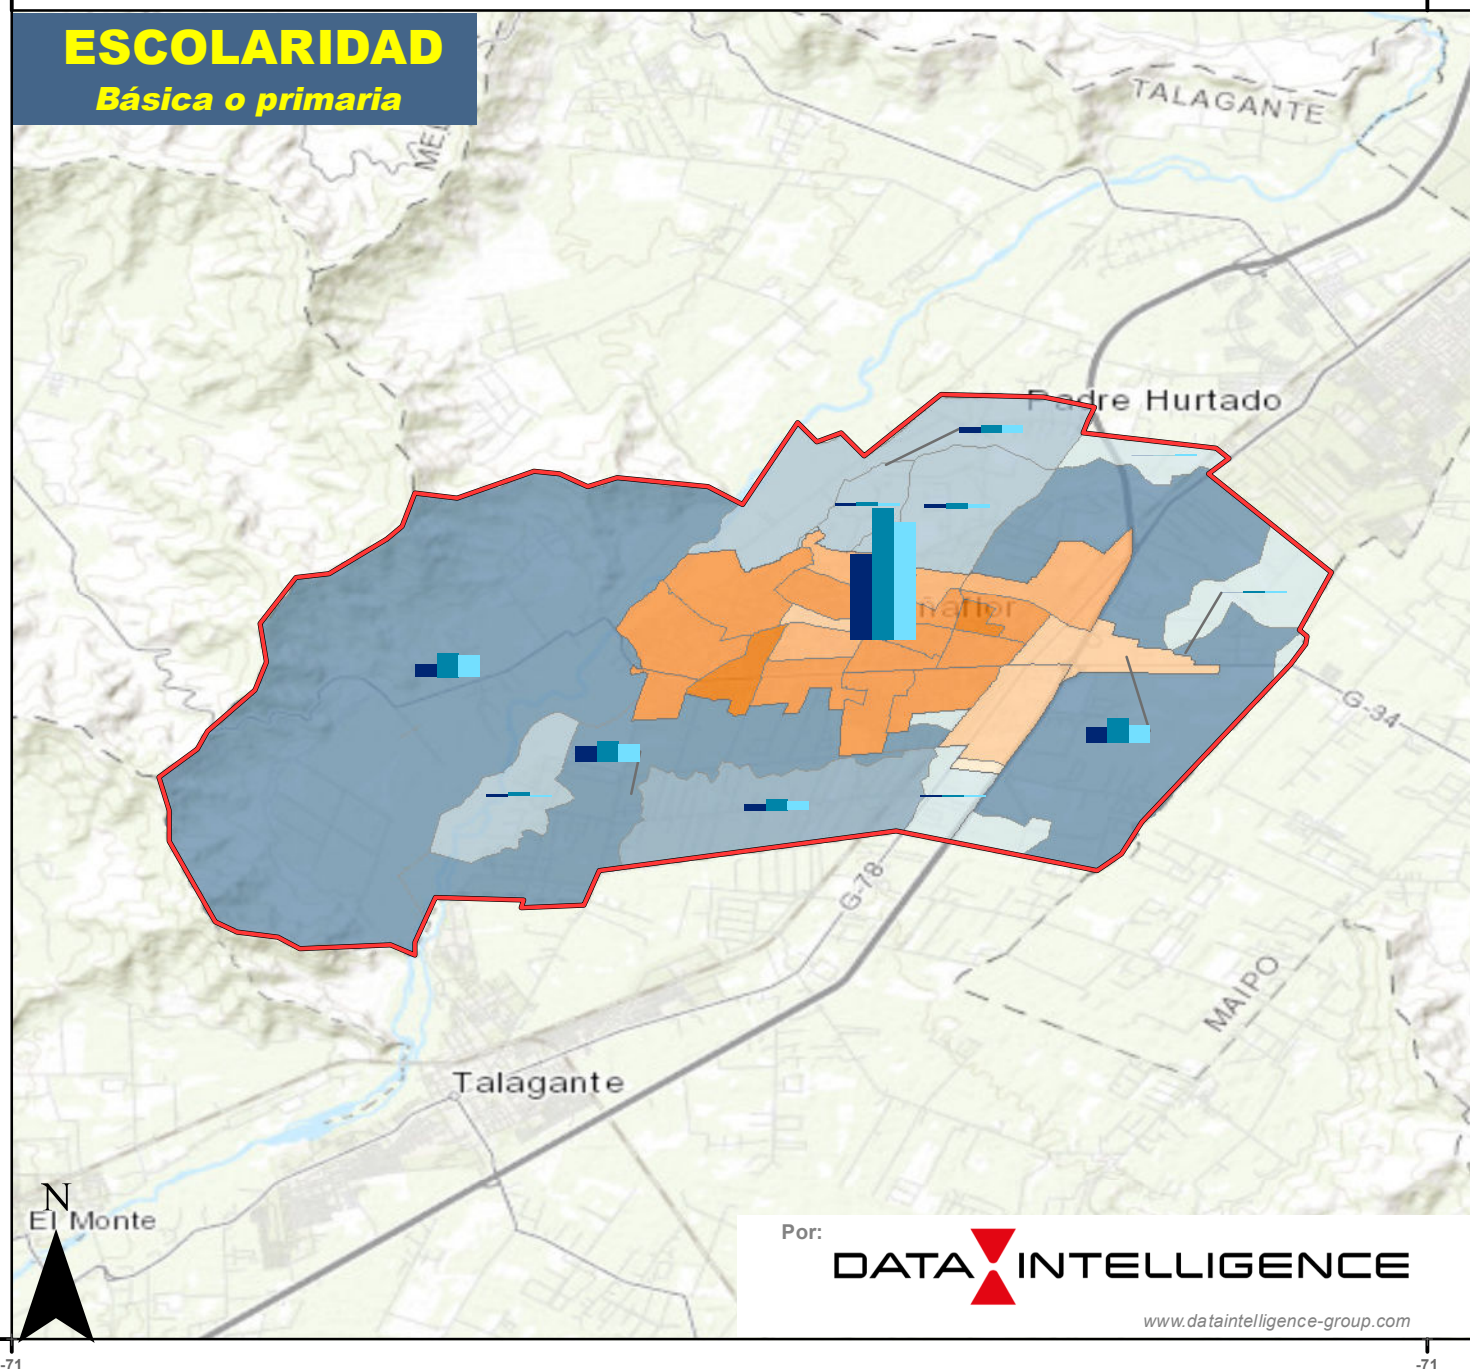 ESCOLARIDAD
Básica o primaria
TALAGANTE
Padre Hurtado
ñaflor
G-34
G-78
MAIPO
Talagante
N
El Monte
Por:
DATA INTELLIGENCE
www.dataintelligence-group.com
-71
-71